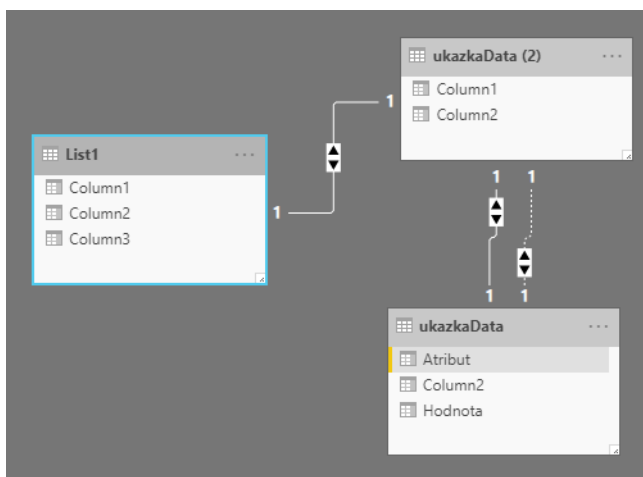 ukazkaData (2)
Column1
Column2
1
List1
Column1
Column2
Column3
1
1
1
1
1
ukazkaData
Atribut
Column2
Hodnota